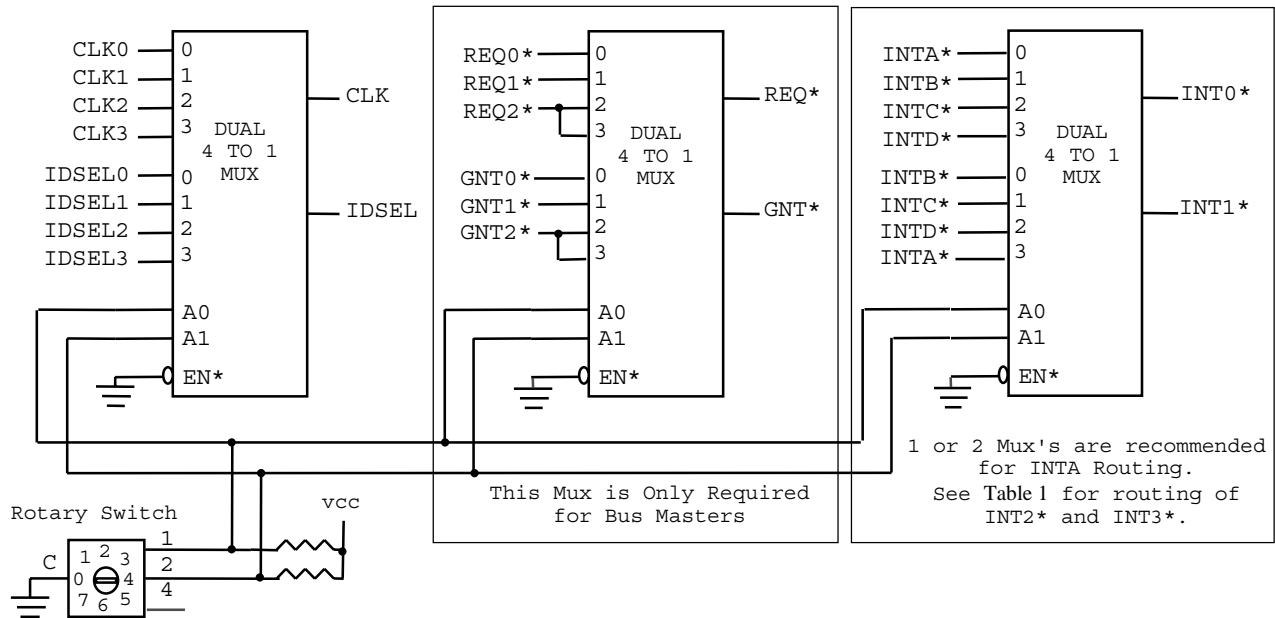 CLK0
CLK1
CLK2
CLK3
IDSEL0
IDSEL1
IDSEL2
IDSEL3
0
1
2
3
0
1
2
3
DUAL
4 TO 1
MUX
A0
A1
EN*
CLK
IDSEL
REQ0*
REQ1*
REQ2*
GNT0*
GNT1*
GNT2*
0
1
2
3
0
1
2
3
DUAL
4 TO 1
MUX
A0
A1
EN*
REQ*
GNT*
This Mux is Only Required
for Bus Masters
INTA*
INTB*
INTC*
INTD*
INTB*
INTC*
INTD*
INTA*
0
1
2
3
0
1
2
3
DUAL
4 TO 1
MUX
A0
A1
EN*
INT0*
INT1*
1 or 2 Mux's are recommended
for INTA Routing.
See Table 1 for routing of
INT2* and INT3*.
Rotary Switch
vcc
C
0
1
2
3
4
5
6
7
1
2
4